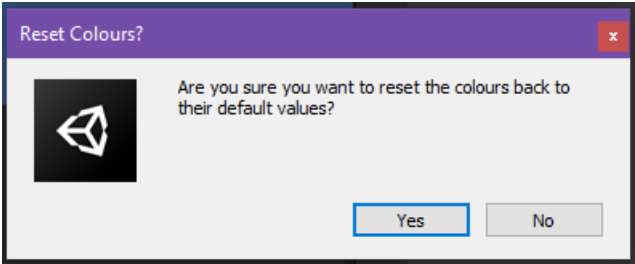 Reset Colours?
x
Are you sure you want to reset the colours back to
their default values?
Yes
No